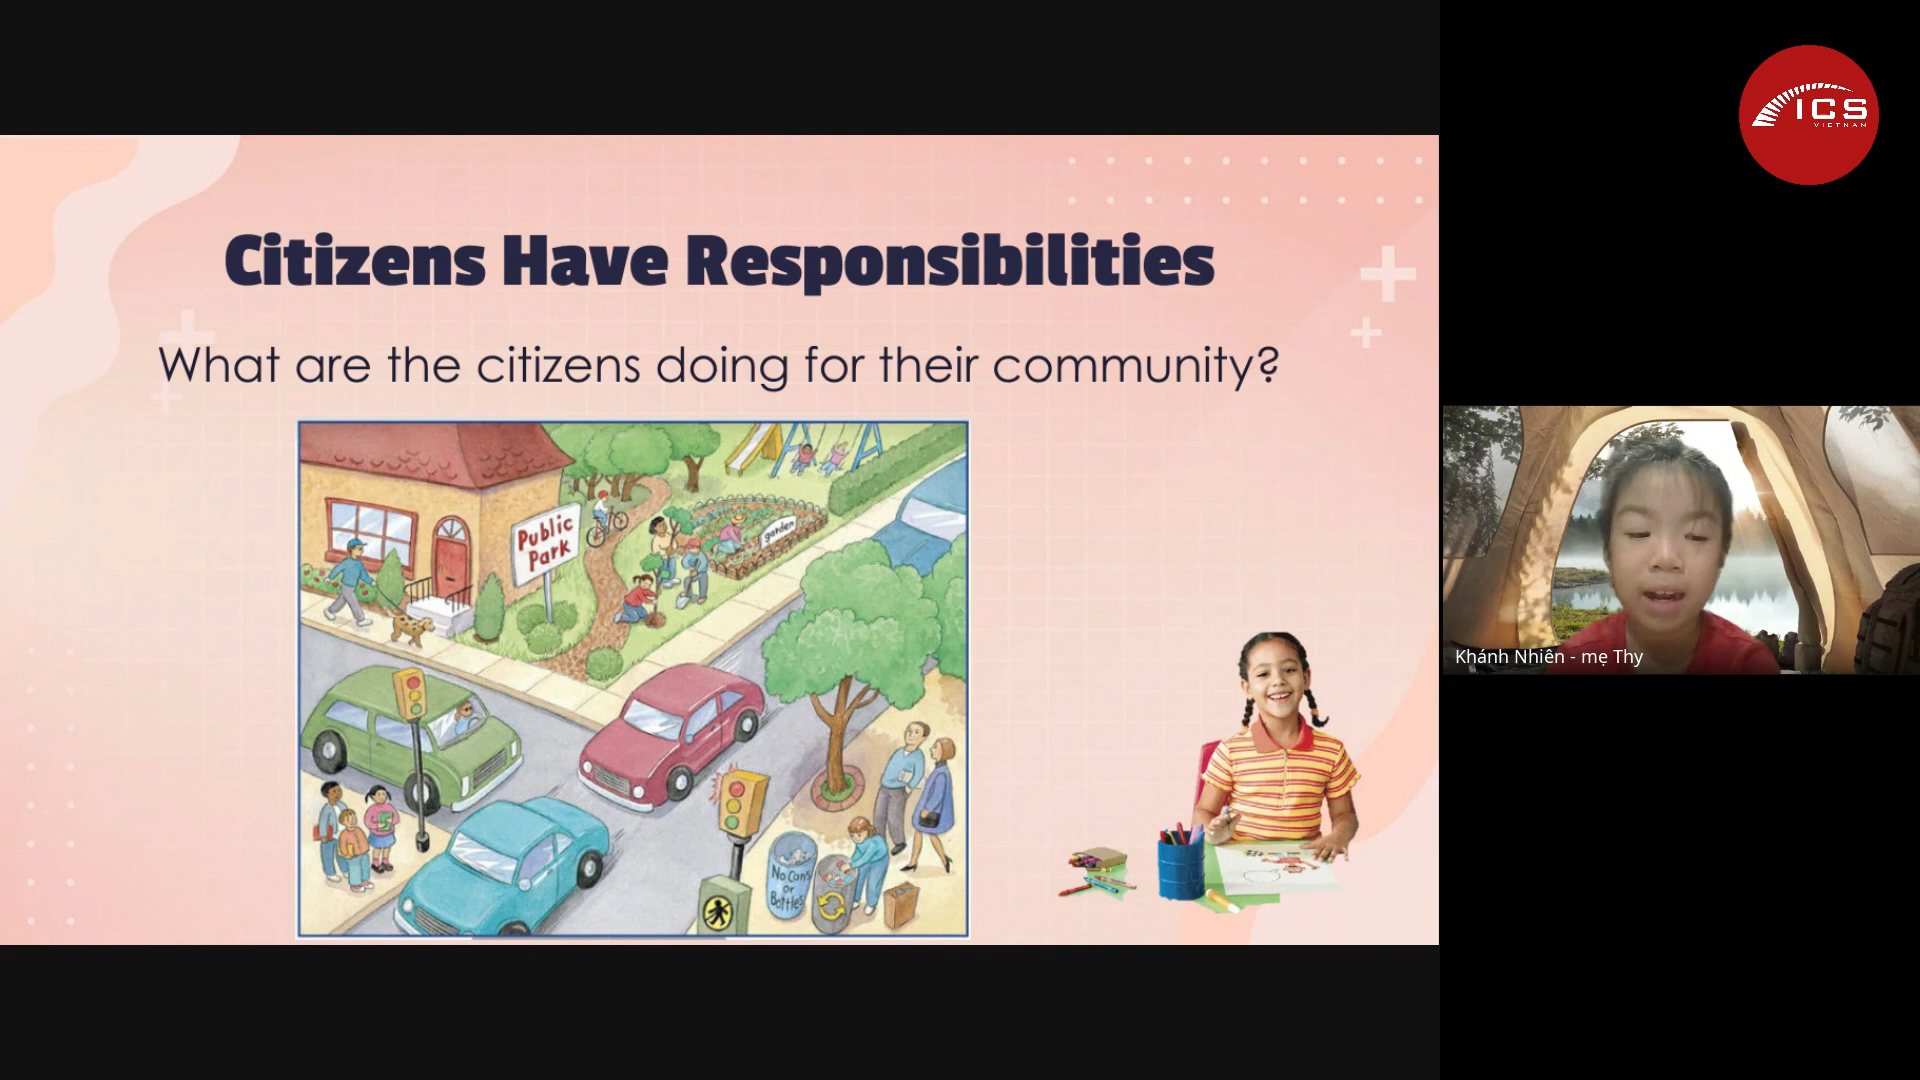 ICS
VIETNAM
Citizens Have Responsibilities
What are the citizens doing for their community?
Public
Park
garden
No Cans
or
Bottles
Khánh Nhiên - mẹ Thy